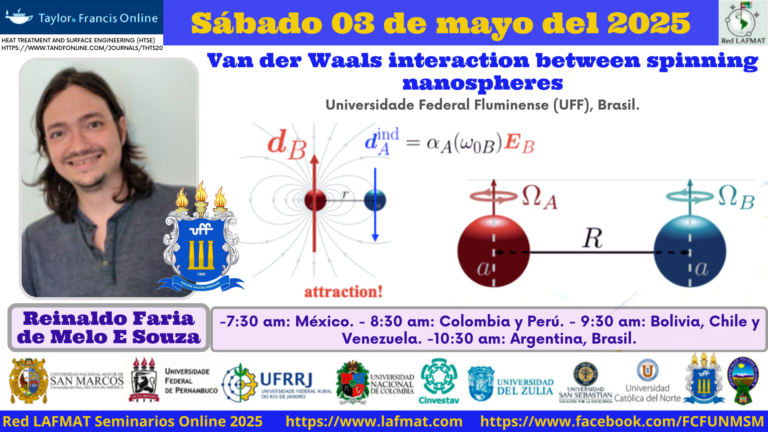 Taylor & Francis Online
HEAT TREATMENT AND SURFACE ENGINEERING (HTSE)
HTTPS://WWW.TANDFONLINE.COM/JOURNALS/THTS20
Sábado 03 de mayo del 2025
Red LAFMAT
Van der Waals interaction between spinning
nanospheres
Universidade Federal Fluminense (UFF), Brasil.
d_B
d_A^ind = α_A(ω_0B)E_B
r
attraction!
Ω_A
Ω_B
R
a
a
uff
Reinaldo Faria
de Melo E Souza
-7:30 am: México. - 8:30 am: Colombia y Perú. - 9:30 am: Bolivia, Chile y
Venezuela. -10:30 am: Argentina, Brasil.
UNIVERSIDAD NACIONAL MAYOR DE
SAN MARCOS
UNIVERSIDADE
FEDERAL
DE PERNAMBUCO
UFRRJ
UNIVERSIDADE FEDERAL RURAL
DO RIO DE JANEIRO
UNIVERSIDAD
NACIONAL
DE COLOMBIA
Cinvestav
UNIVERSIDAD
DEL ZULIA
UNIVERSIDAD
SAN SEBASTIAN
VOCACIÓN POR LA EXCELENCIA
Universidad
Católica del Norte
uff
Red LAFMAT Seminarios Online 2025 https://www.lafmat.com https://www.facebook.com/FCFUNMSM